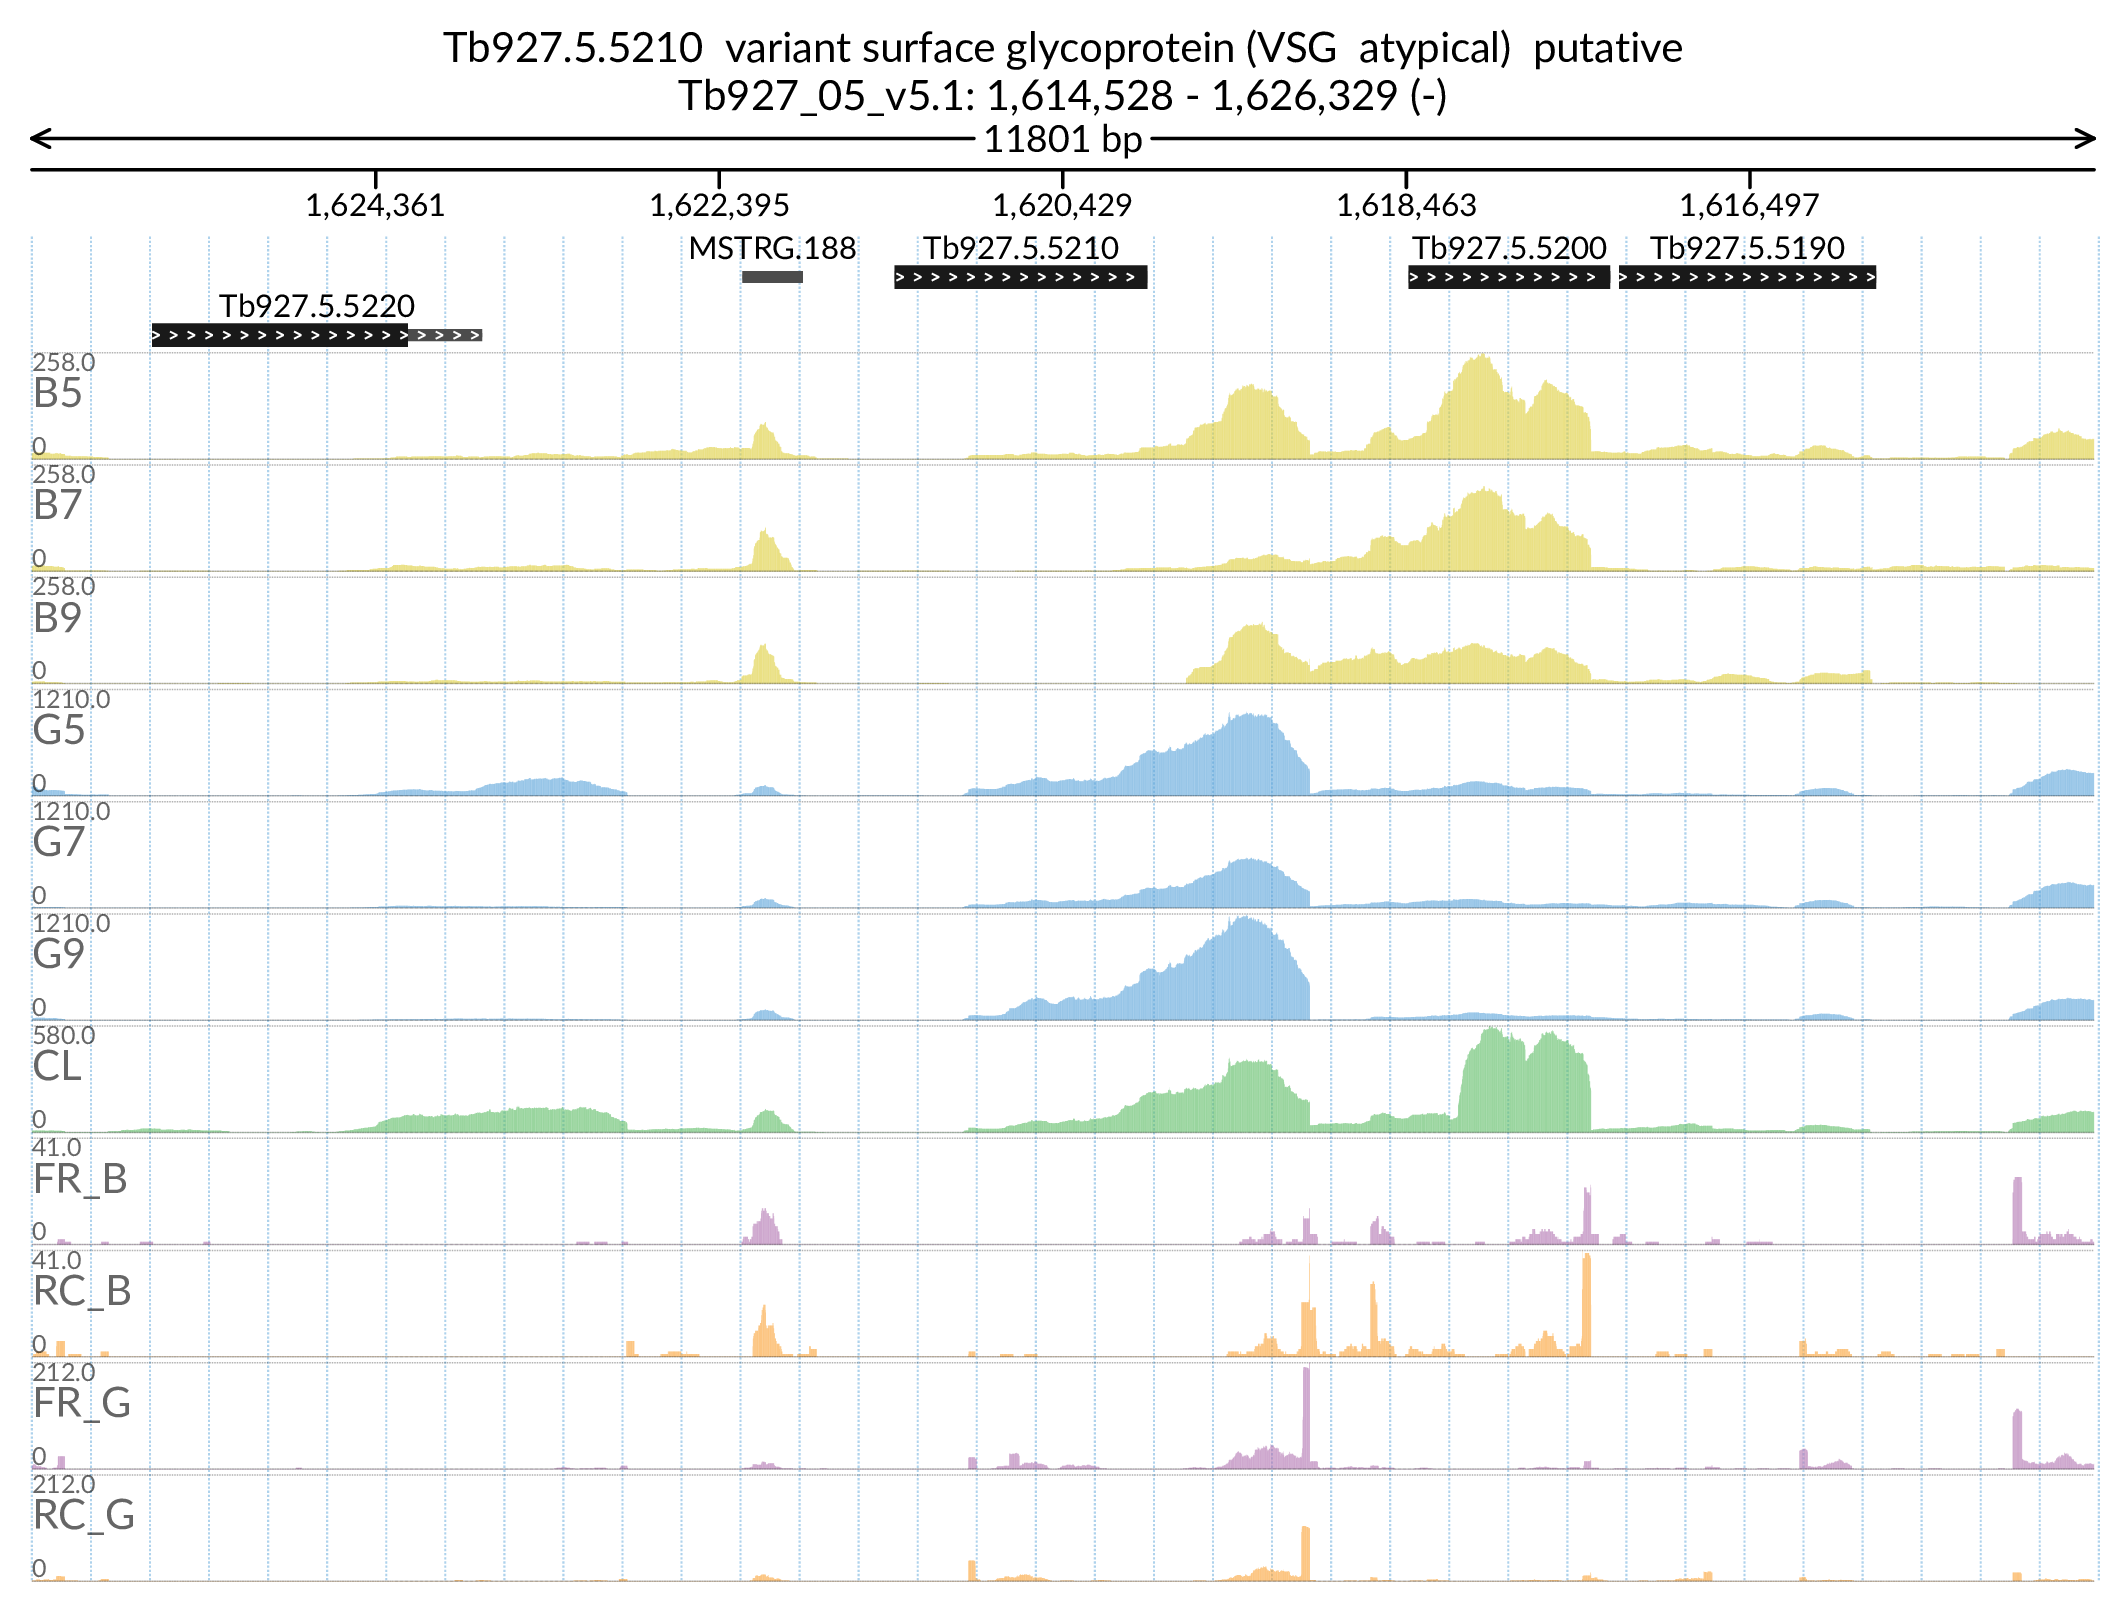 Tb927.5.5210  variant surface glycoprotein (VSG  atypical)  putative
Tb927_05_v5.1: 1,614,528 - 1,626,329 (-)
11801 bp
1,624,361 1,622,395 1,620,429 1,618,463 1,616,497
MSTRG.188 Tb927.5.5210 Tb927.5.5200 Tb927.5.5190
Tb927.5.5220
258.0
B5
0
258.0
B7
0
258.0
B9
0
1210.0
G5
0
1210.0
G7
0
1210.0
G9
0
580.0
CL
0
41.0
FR_B
0
41.0
RC_B
0
212.0
FR_G
0
212.0
RC_G
0